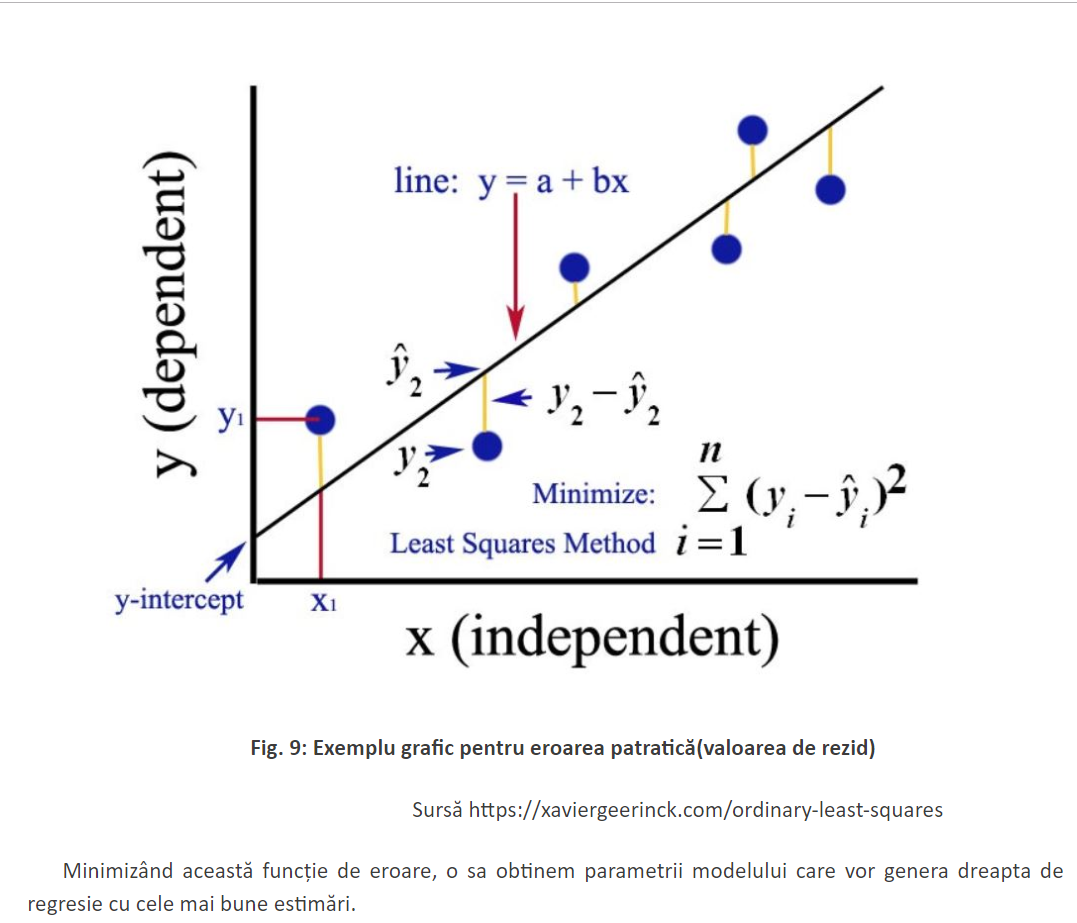 line: y = a + bx
y (dependent)
ŷ₂
y₂ − ŷ₂
y₁
y₂
n
Minimize: Σ (yᵢ − ŷᵢ)²
Least Squares Method i = 1
y-intercept
x₁
x (independent)
Fig. 9: Exemplu grafic pentru eroarea patratică(valoarea de rezid)
Sursă https://xaviergeerinck.com/ordinary-least-squares
Minimizând această funcție de eroare, o sa obtinem parametrii modelului care vor genera dreapta de
regresie cu cele mai bune estimări.